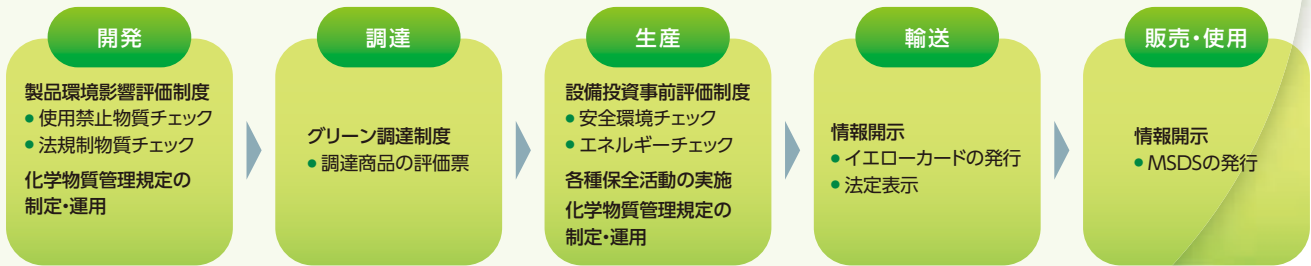 開発
製品環境影響評価制度
● 使用禁止物質チェック
● 法規制物質チェック
化学物質管理規定の
制定・運用
調達
グリーン調達制度
● 調達商品の評価票
生産
設備投資事前評価制度
● 安全環境チェック
● エネルギーチェック
各種保全活動の実施
化学物質管理規定の
制定・運用
輸送
情報開示
● イエローカードの発行
● 法定表示
販売・使用
情報開示
● MSDSの発行